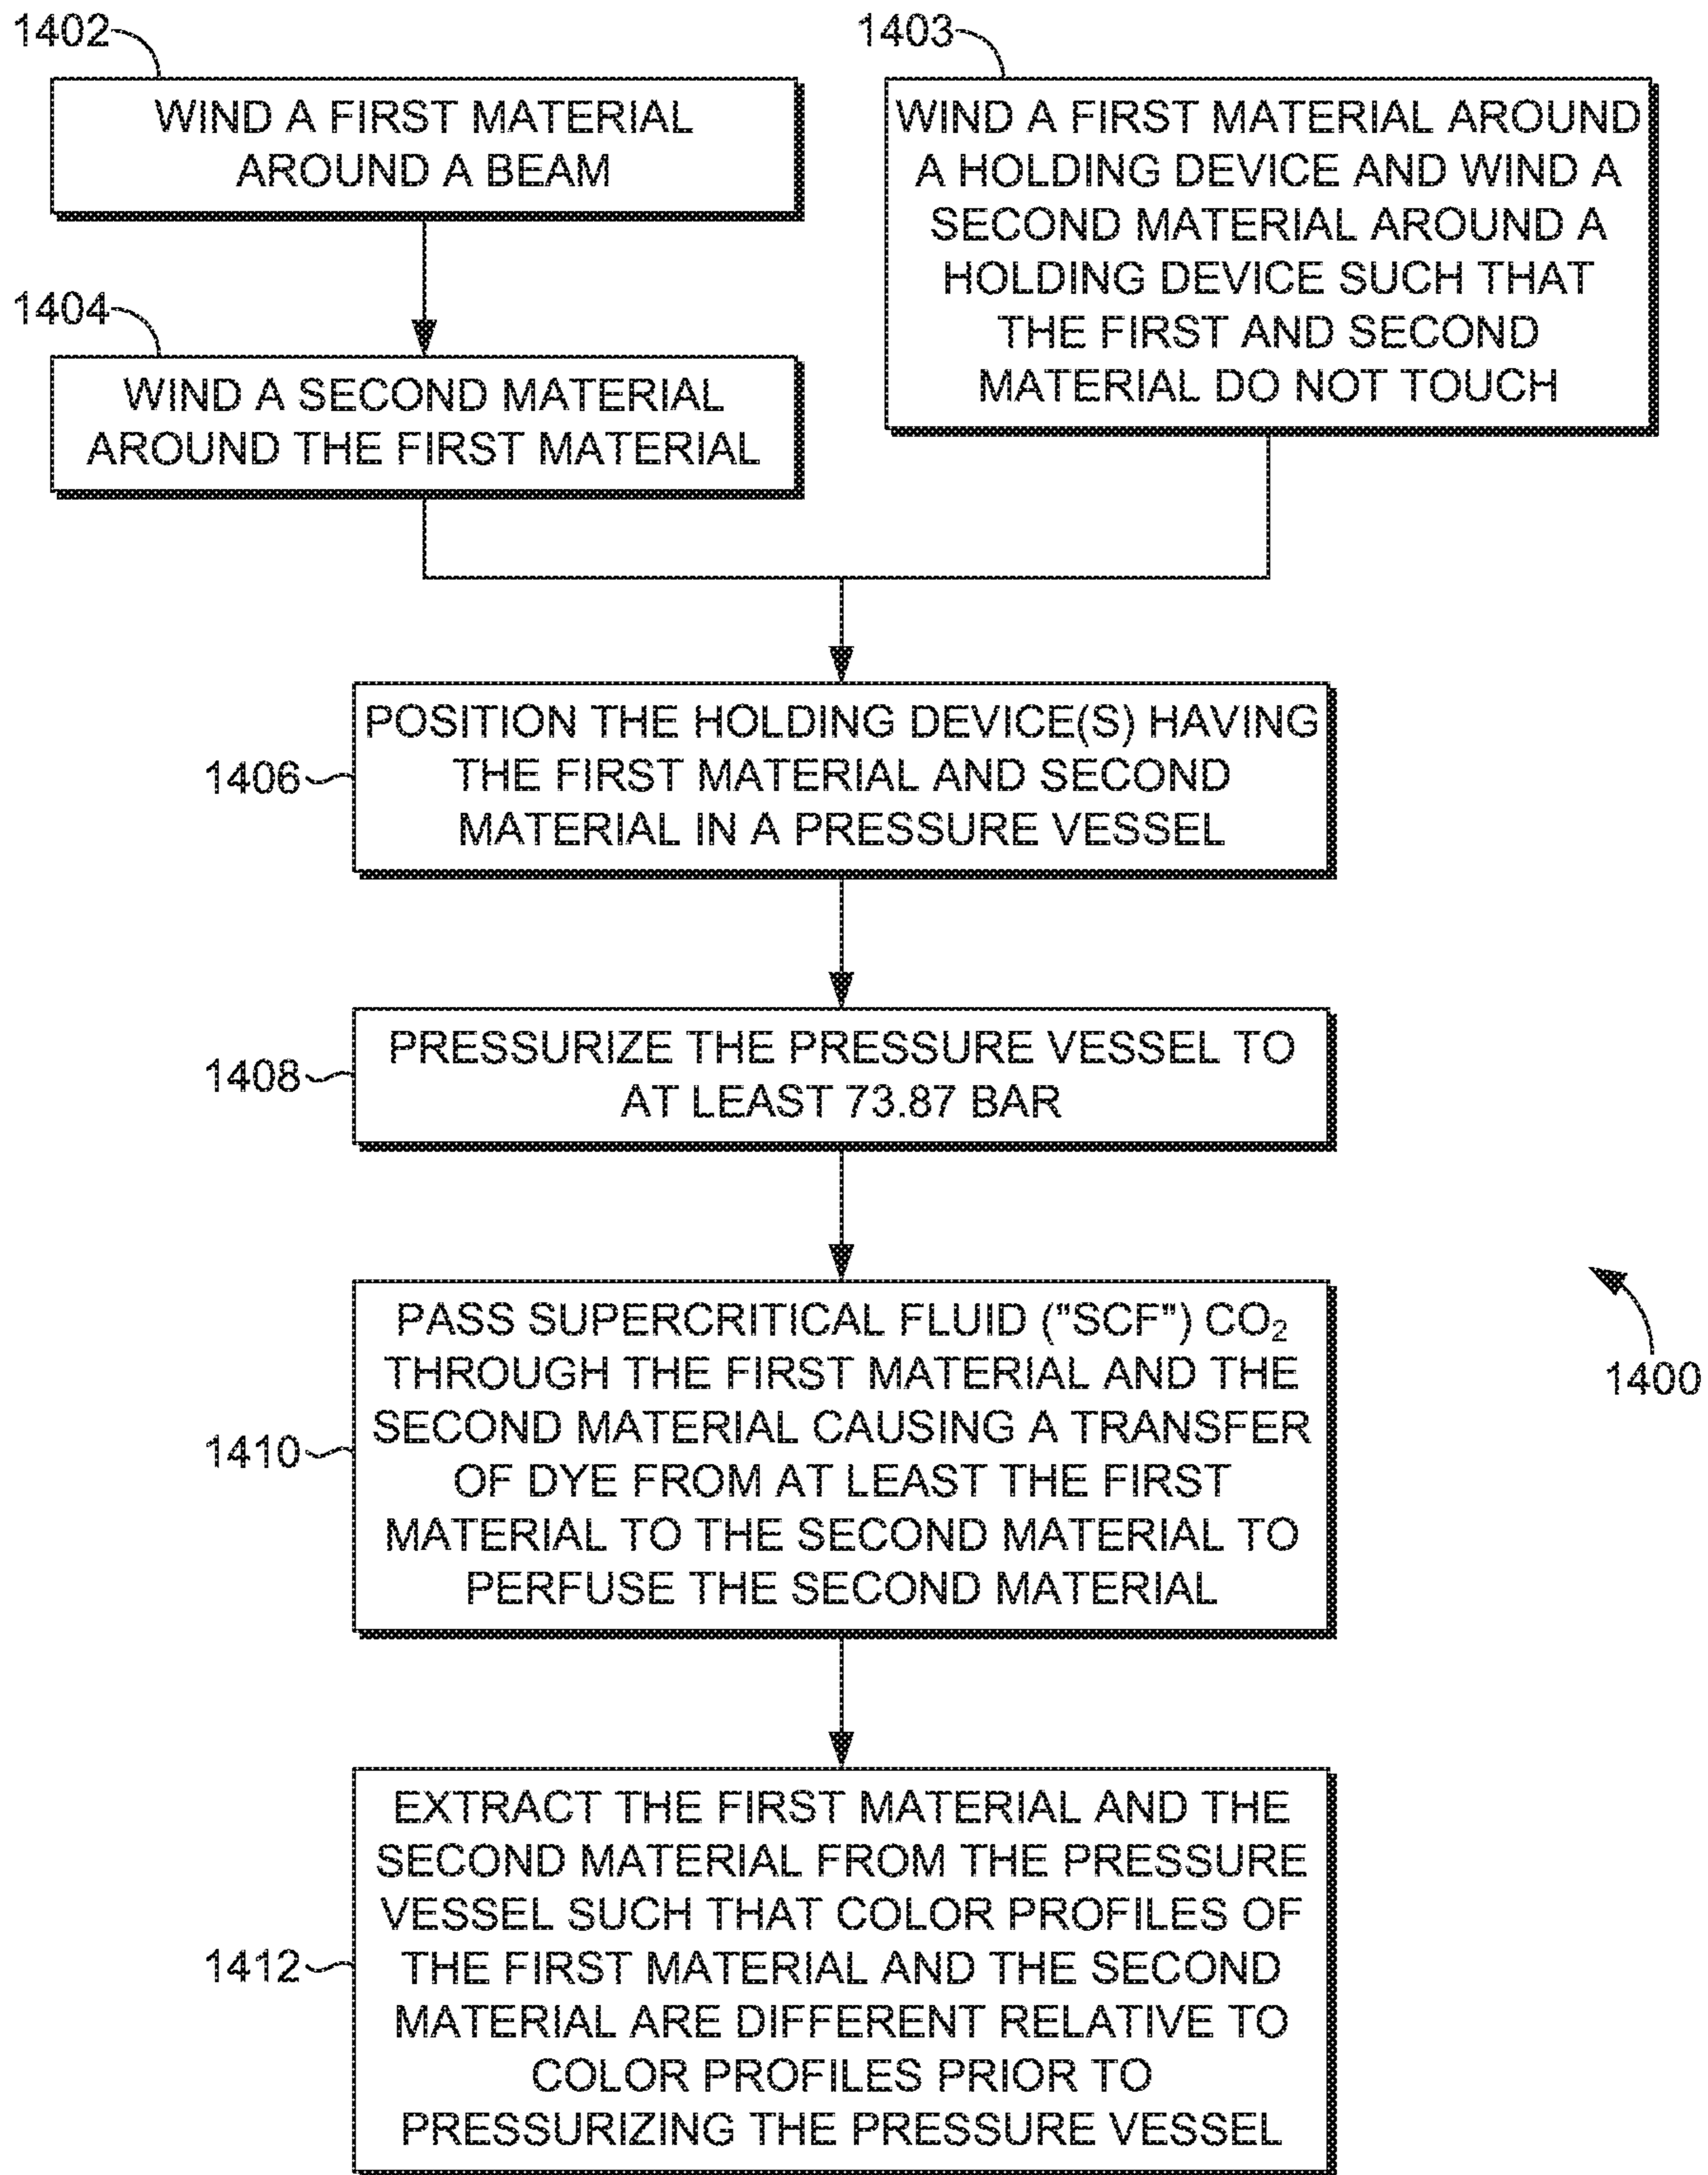 1402
WIND A FIRST MATERIAL
AROUND A BEAM
1403
WIND A FIRST MATERIAL AROUND
A HOLDING DEVICE AND WIND A
SECOND MATERIAL AROUND A
HOLDING DEVICE SUCH THAT
THE FIRST AND SECOND
MATERIAL DO NOT TOUCH
1404
WIND A SECOND MATERIAL
AROUND THE FIRST MATERIAL
1406
POSITION THE HOLDING DEVICE(S) HAVING
THE FIRST MATERIAL AND SECOND
MATERIAL IN A PRESSURE VESSEL
1408
PRESSURIZE THE PRESSURE VESSEL TO
AT LEAST 73.87 BAR
1410
PASS SUPERCRITICAL FLUID ("SCF") CO₂
THROUGH THE FIRST MATERIAL AND THE
SECOND MATERIAL CAUSING A TRANSFER
OF DYE FROM AT LEAST THE FIRST
MATERIAL TO THE SECOND MATERIAL TO
PERFUSE THE SECOND MATERIAL
1400
1412
EXTRACT THE FIRST MATERIAL AND THE
SECOND MATERIAL FROM THE PRESSURE
VESSEL SUCH THAT COLOR PROFILES OF
THE FIRST MATERIAL AND THE SECOND
MATERIAL ARE DIFFERENT RELATIVE TO
COLOR PROFILES PRIOR TO
PRESSURIZING THE PRESSURE VESSEL